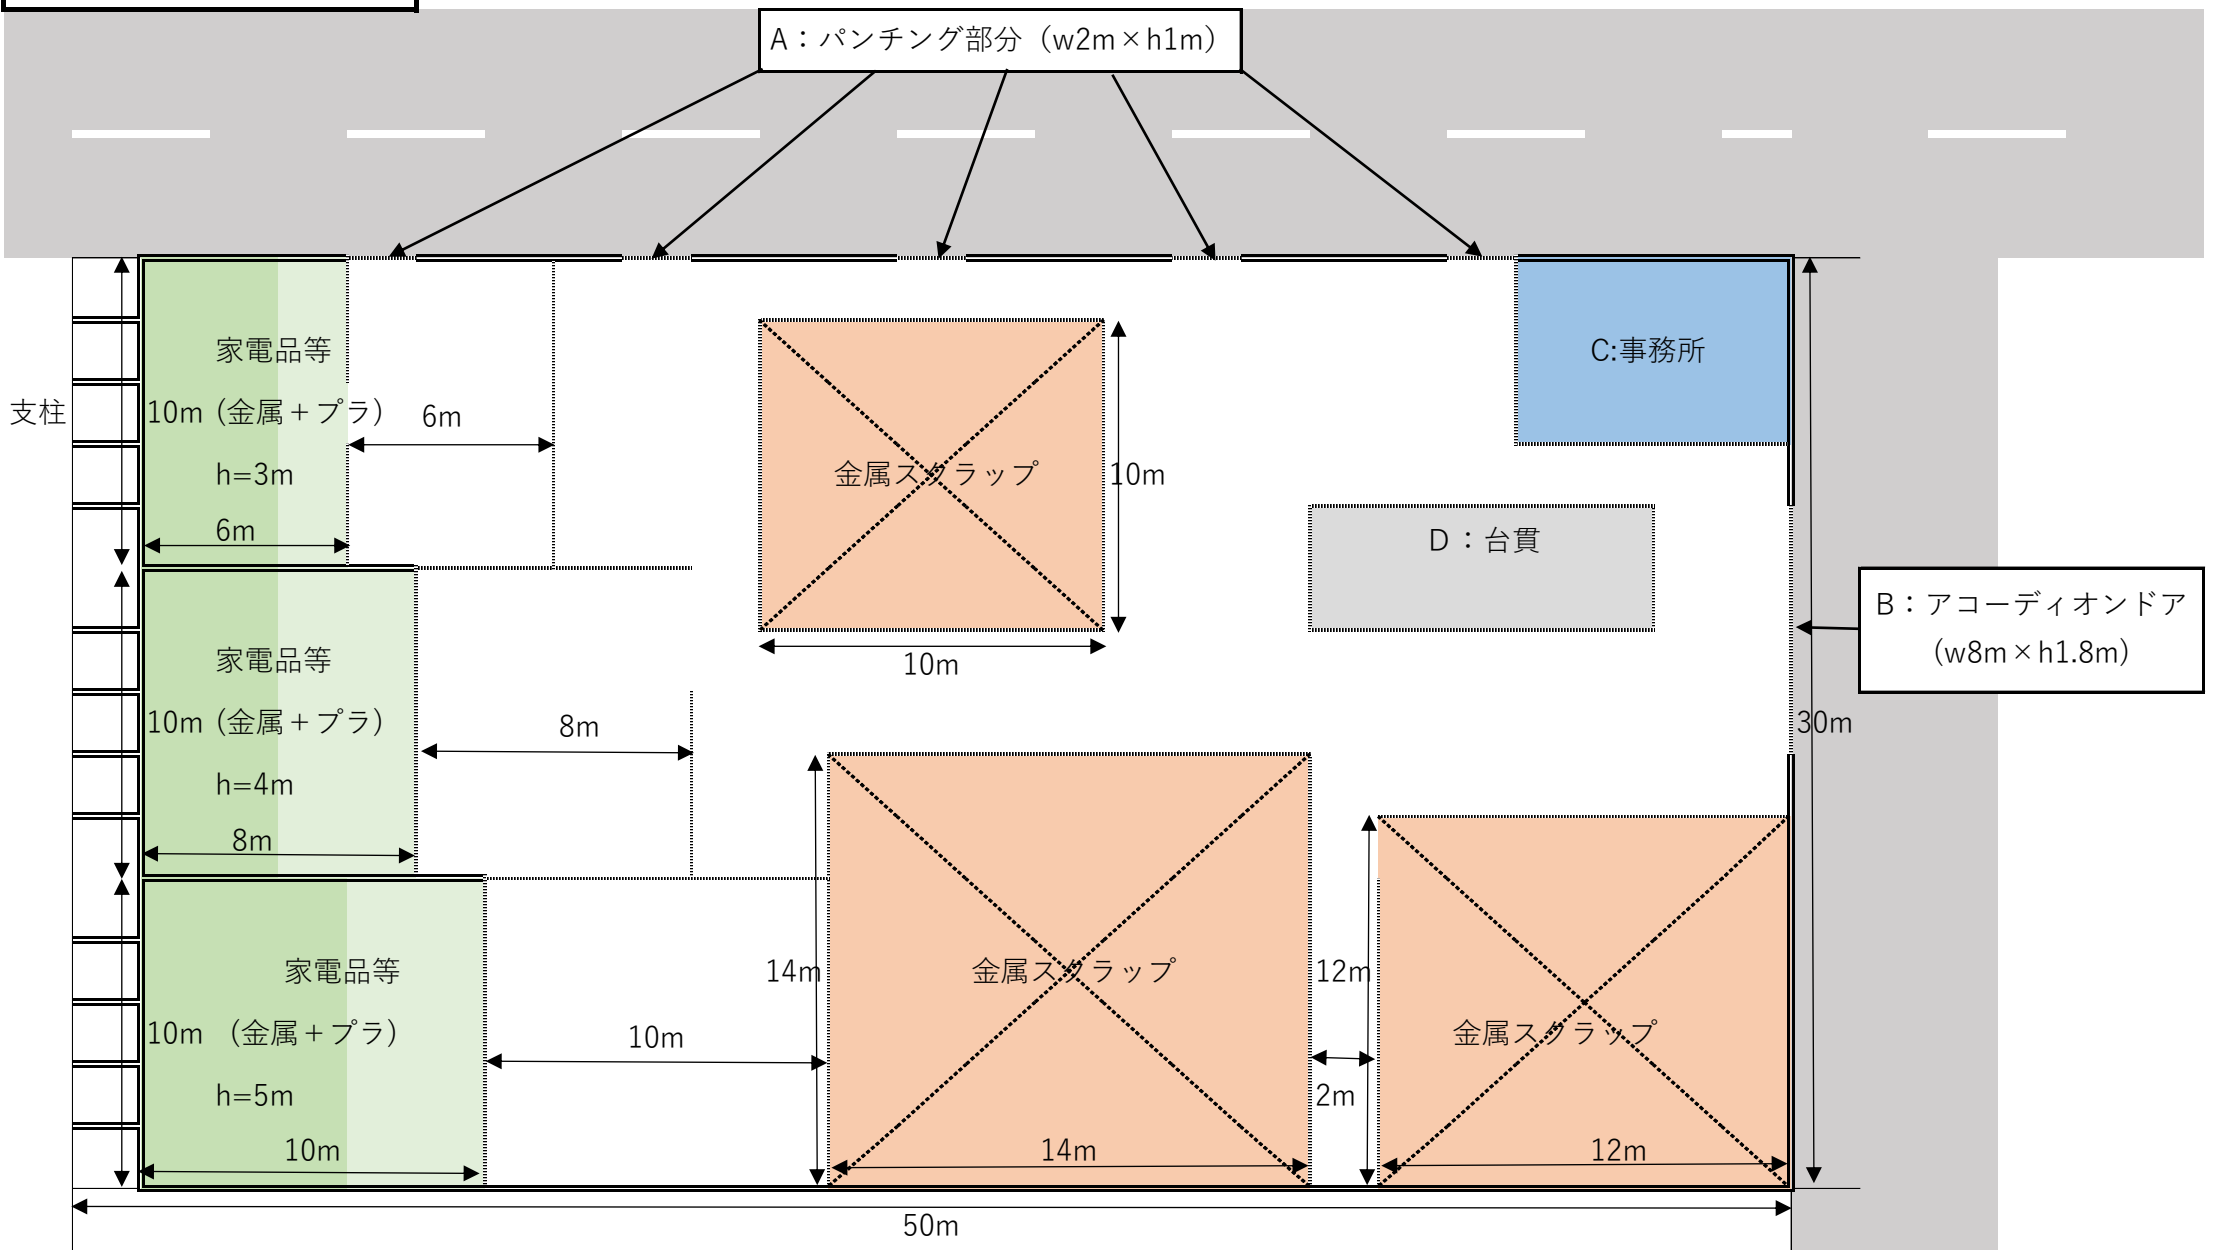 A：パンチング部分（w2m×h1m）
家電品等
10m（金属＋プラ）
h=3m
6m
6m
支柱
金属スクラップ
10m
10m
C:事務所
D：台貫
B：アコーディオンドア
（w8m×h1.8m）
30m
家電品等
10m（金属＋プラ）
h=4m
8m
8m
家電品等
10m （金属＋プラ）
h=5m
10m
10m
14m
金属スクラップ
14m
12m
2m
金属スクラップ
12m
50m